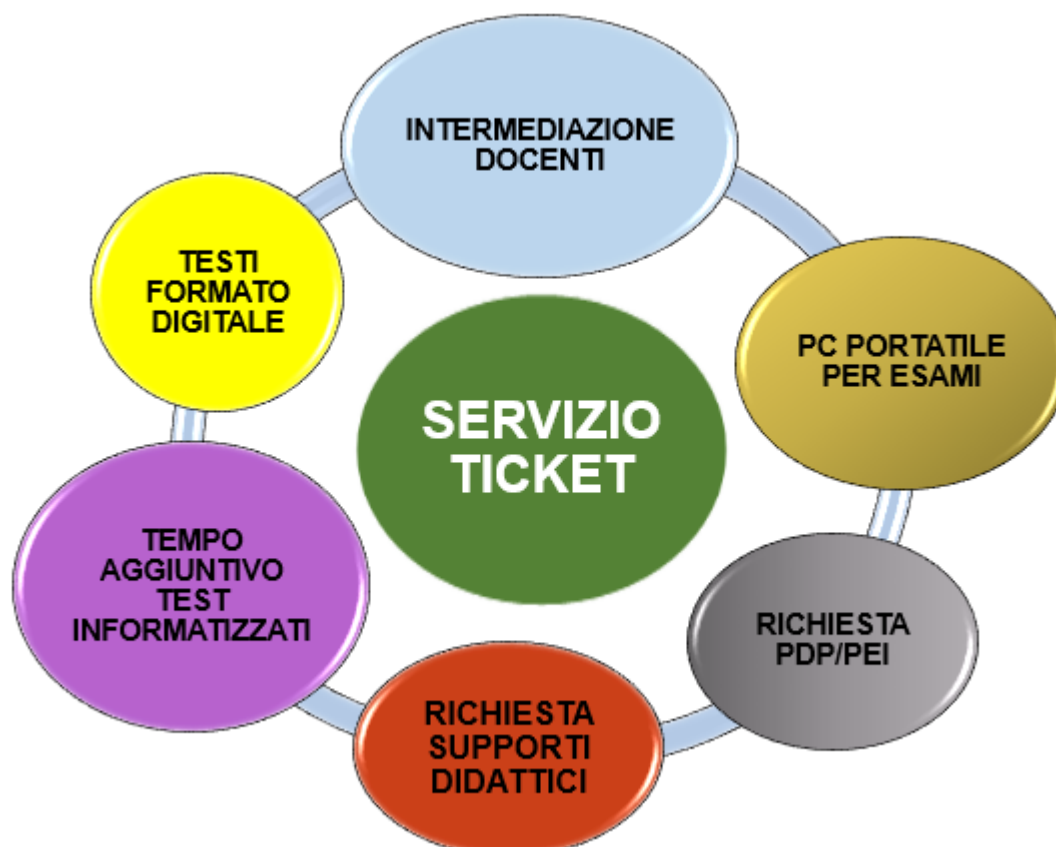 INTERMEDIAZIONE
DOCENTI
TESTI
FORMATO
DIGITALE
PC PORTATILE
PER ESAMI
SERVIZIO
TICKET
TEMPO
AGGIUNTIVO
TEST
INFORMATIZZATI
RICHIESTA
PDP/PEI
RICHIESTA
SUPPORTI
DIDATTICI